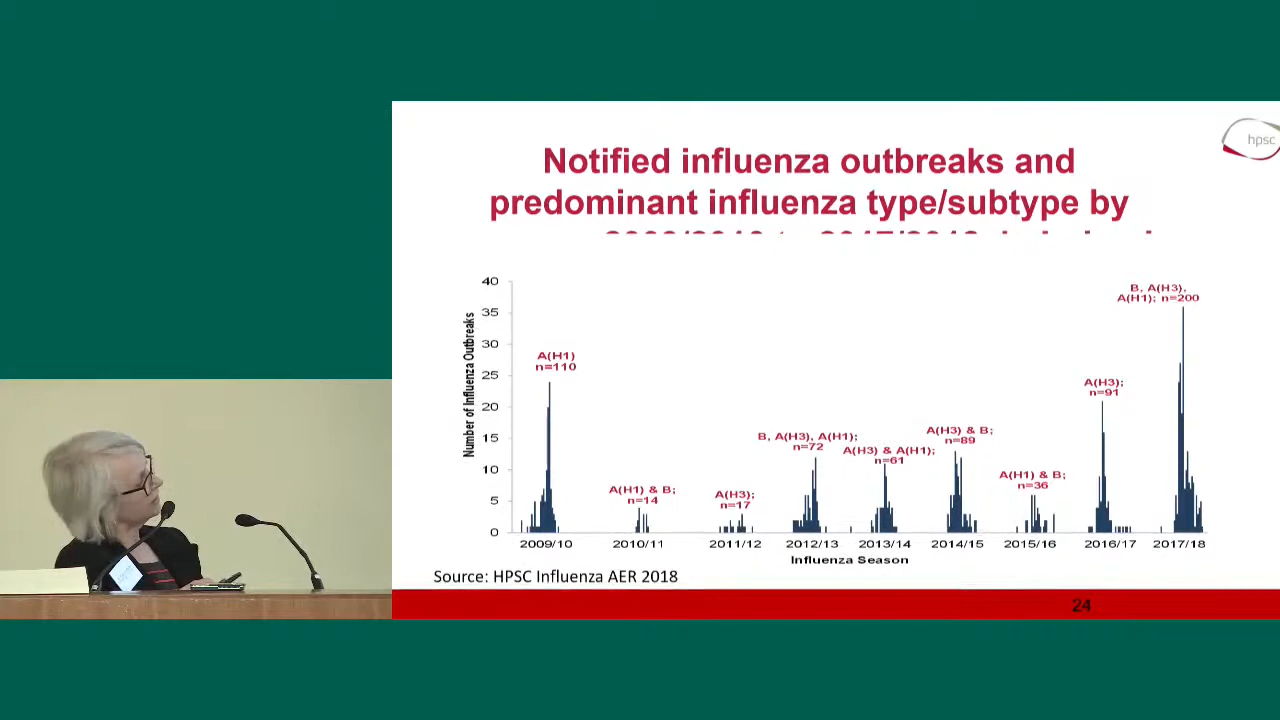 hpsc
Notified influenza outbreaks and
predominant influenza type/subtype by
Number of Influenza Outbreaks
40
35
30
25
20
15
10
5
0
A(H1)
n=110
A(H1) & B;
n=14
A(H3);
n=17
B, A(H3), A(H1);
n=72
A(H3) & A(H1);
n=61
A(H3) & B;
n=89
A(H1) & B;
n=36
A(H3);
n=91
B, A(H3),
A(H1); n=200
2009/10
2010/11
2011/12
2012/13
2013/14
2014/15
2015/16
2016/17
2017/18
Influenza Season
Source: HPSC Influenza AER 2018
24